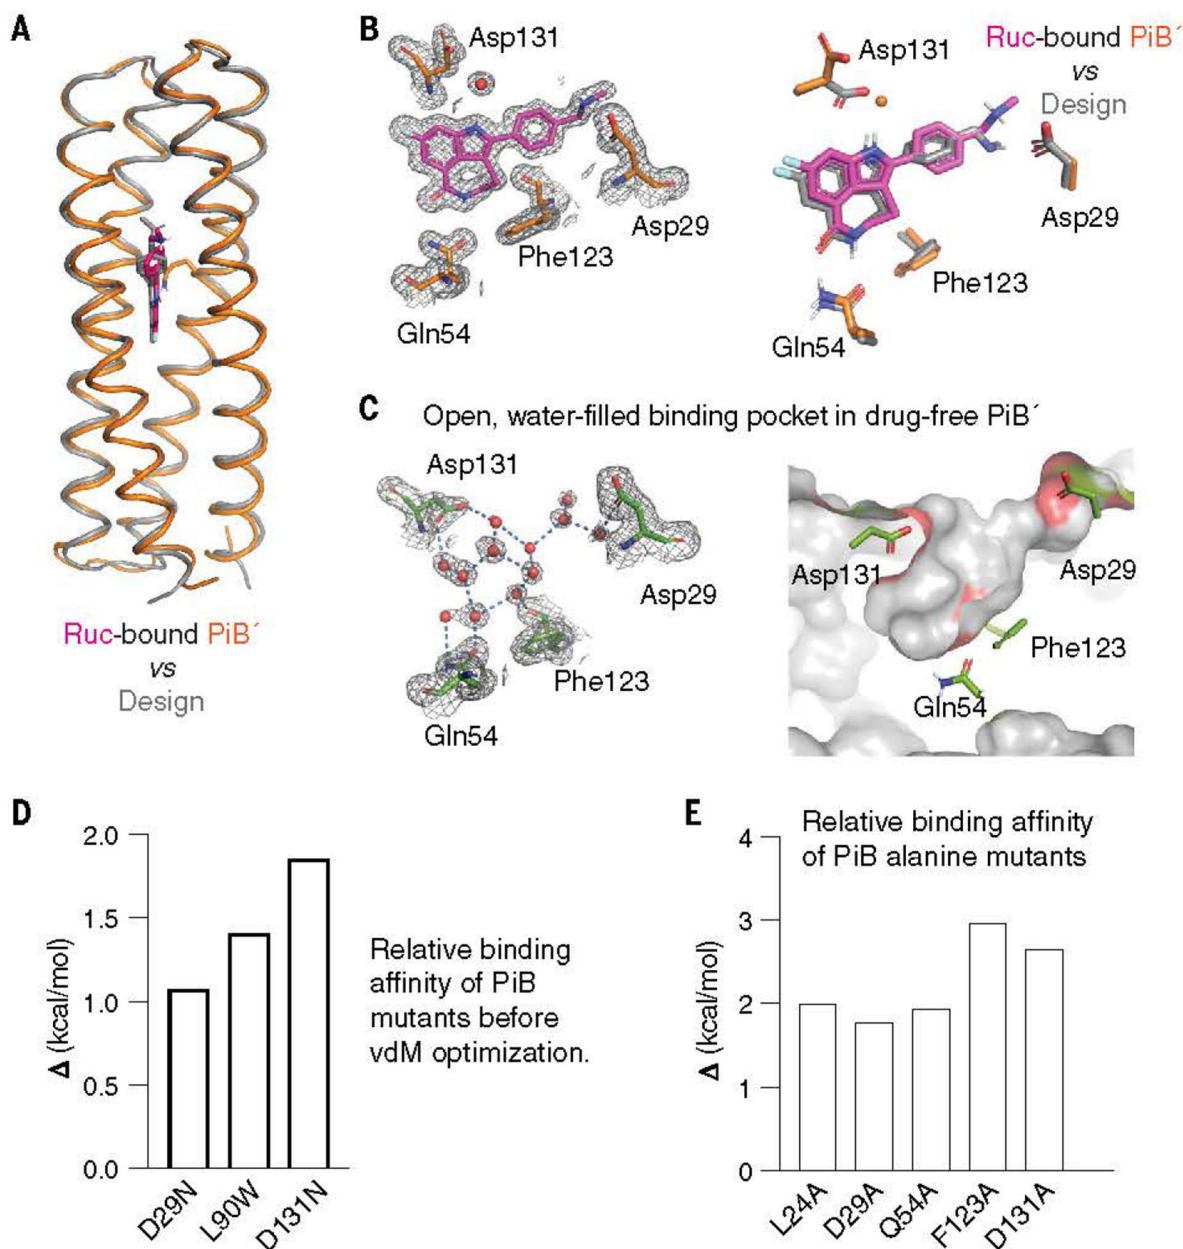 A
Ruc-bound PiB´
vs
Design
B
Asp131
Asp29
Phe123
Gln54
Ruc-bound PiB´
vs
Design
Asp131
Asp29
Phe123
Gln54
C
Open, water-filled binding pocket in drug-free PiB´
Asp131
Asp29
Phe123
Gln54
Asp131
Asp29
Phe123
Gln54
D
2.0
1.5
1.0
0.5
0.0
Δ (kcal/mol)
D29N
L90W
D131N
Relative binding
affinity of PiB
mutants before
vdM optimization.
E
Relative binding affinity
of PiB alanine mutants
4
3
2
1
0
Δ (kcal/mol)
L24A
D29A
Q54A
F123A
D131A